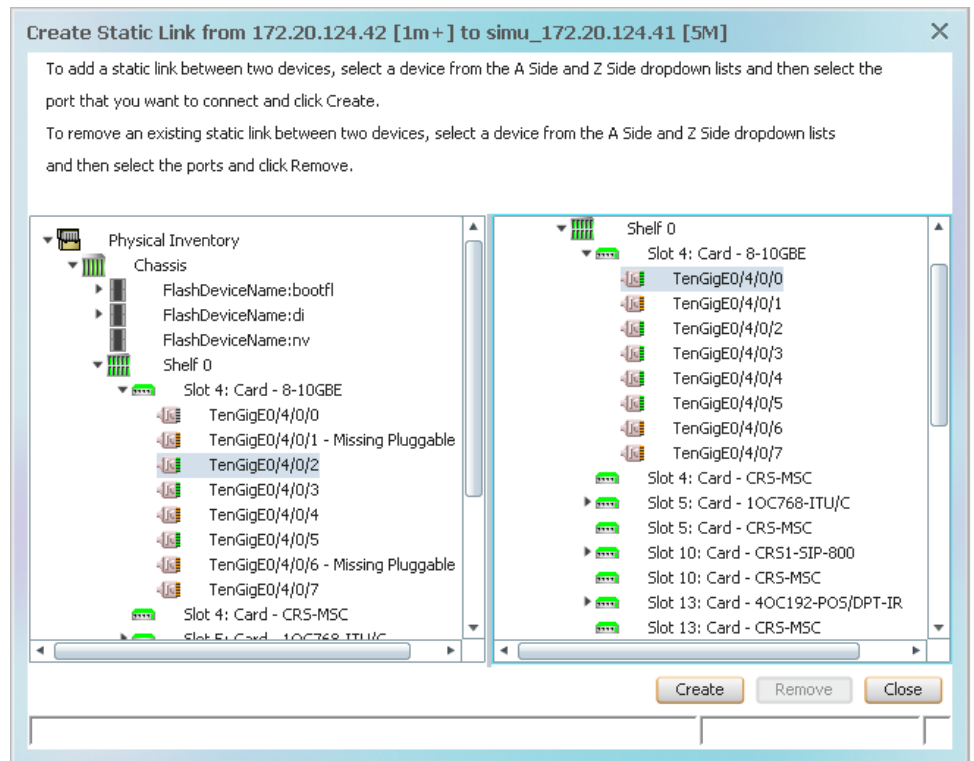 Create Static Link from 172.20.124.42 [1m+] to simu_172.20.124.41 [5M]
To add a static link between two devices, select a device from the A Side and Z Side dropdown lists and then select the
port that you want to connect and click Create.
To remove an existing static link between two devices, select a device from the A Side and Z Side dropdown lists
and then select the ports and click Remove.
Physical Inventory
Chassis
FlashDeviceName:bootfl
FlashDeviceName:di
FlashDeviceName:nv
Shelf 0
Slot 4: Card - 8-10GBE
TenGigE0/4/0/0
TenGigE0/4/0/1 - Missing Pluggable
TenGigE0/4/0/2
TenGigE0/4/0/3
TenGigE0/4/0/4
TenGigE0/4/0/5
TenGigE0/4/0/6 - Missing Pluggable
TenGigE0/4/0/7
Slot 4: Card - CRS-MSC
Slot 5: Card - 1OC768-ITU/C
Shelf 0
Slot 4: Card - 8-10GBE
TenGigE0/4/0/0
TenGigE0/4/0/1
TenGigE0/4/0/2
TenGigE0/4/0/3
TenGigE0/4/0/4
TenGigE0/4/0/5
TenGigE0/4/0/6
TenGigE0/4/0/7
Slot 4: Card - CRS-MSC
Slot 5: Card - 1OC768-ITU/C
Slot 5: Card - CRS-MSC
Slot 10: Card - CRS1-SIP-800
Slot 10: Card - CRS-MSC
Slot 13: Card - 4OC192-POS/DPT-IR
Slot 13: Card - CRS-MSC
Create Remove Close